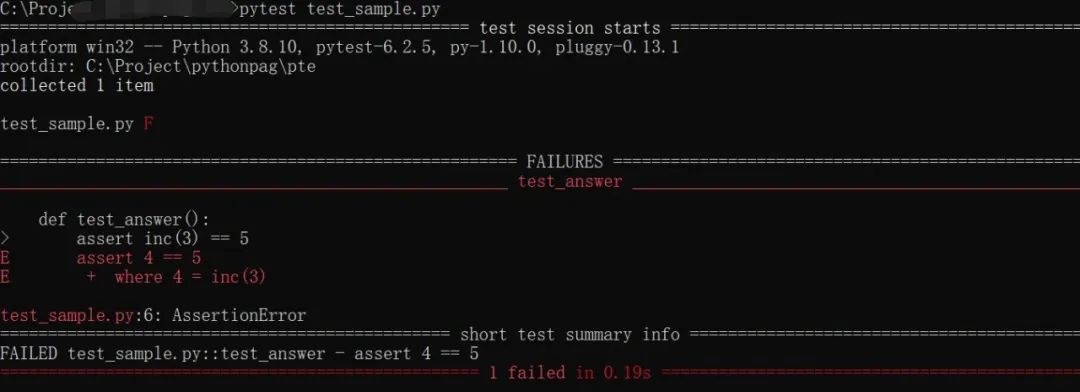 C:\Proje >pytest test_sample.py
================================================== test session starts ==========================================
platform win32 -- Python 3.8.10, pytest-6.2.5, py-1.10.0, pluggy-0.13.1
rootdir: C:\Project\pythonpag\pte
collected 1 item
test_sample.py F
====================================================== FAILURES =================================================
______________________________________________________ test_answer ______________________________________________
    def test_answer():
>       assert inc(3) == 5
E       assert 4 == 5
E        +  where 4 = inc(3)
test_sample.py:6: AssertionError
=============================================== short test summary info =========================================
FAILED test_sample.py::test_answer - assert 4 == 5
================================================== 1 failed in 0.19s ============================================